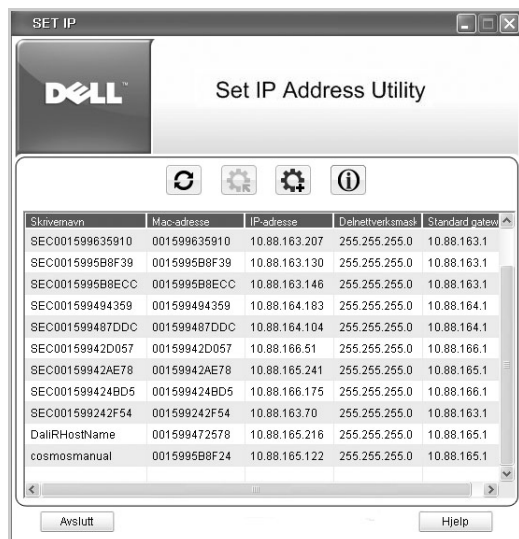 SET IP
DELL™
Set IP Address Utility
Skrivernavn Mac-adresse IP-adresse Delnettverksmask Standard gatew
SEC001599635910 001599635910 10.88.163.207 255.255.255.0 10.88.163.1
SEC0015995B8F39 0015995B8F39 10.88.163.130 255.255.255.0 10.88.163.1
SEC0015995B8ECC 0015995B8ECC 10.88.163.146 255.255.255.0 10.88.163.1
SEC001599494359 001599494359 10.88.164.183 255.255.255.0 10.88.164.1
SEC001599487DDC 001599487DDC 10.88.164.104 255.255.255.0 10.88.164.1
SEC00159942D057 00159942D057 10.88.166.51 255.255.255.0 10.88.166.1
SEC00159942AE78 00159942AE78 10.88.165.241 255.255.255.0 10.88.165.1
SEC001599424BD5 001599424BD5 10.88.166.175 255.255.255.0 10.88.166.1
SEC001599242F54 001599242F54 10.88.163.70 255.255.255.0 10.88.163.1
DaliRHostName 001599472578 10.88.165.216 255.255.255.0 10.88.165.1
cosmosmanual 0015995B8F24 10.88.165.122 255.255.255.0 10.88.165.1
Avslutt Hjelp